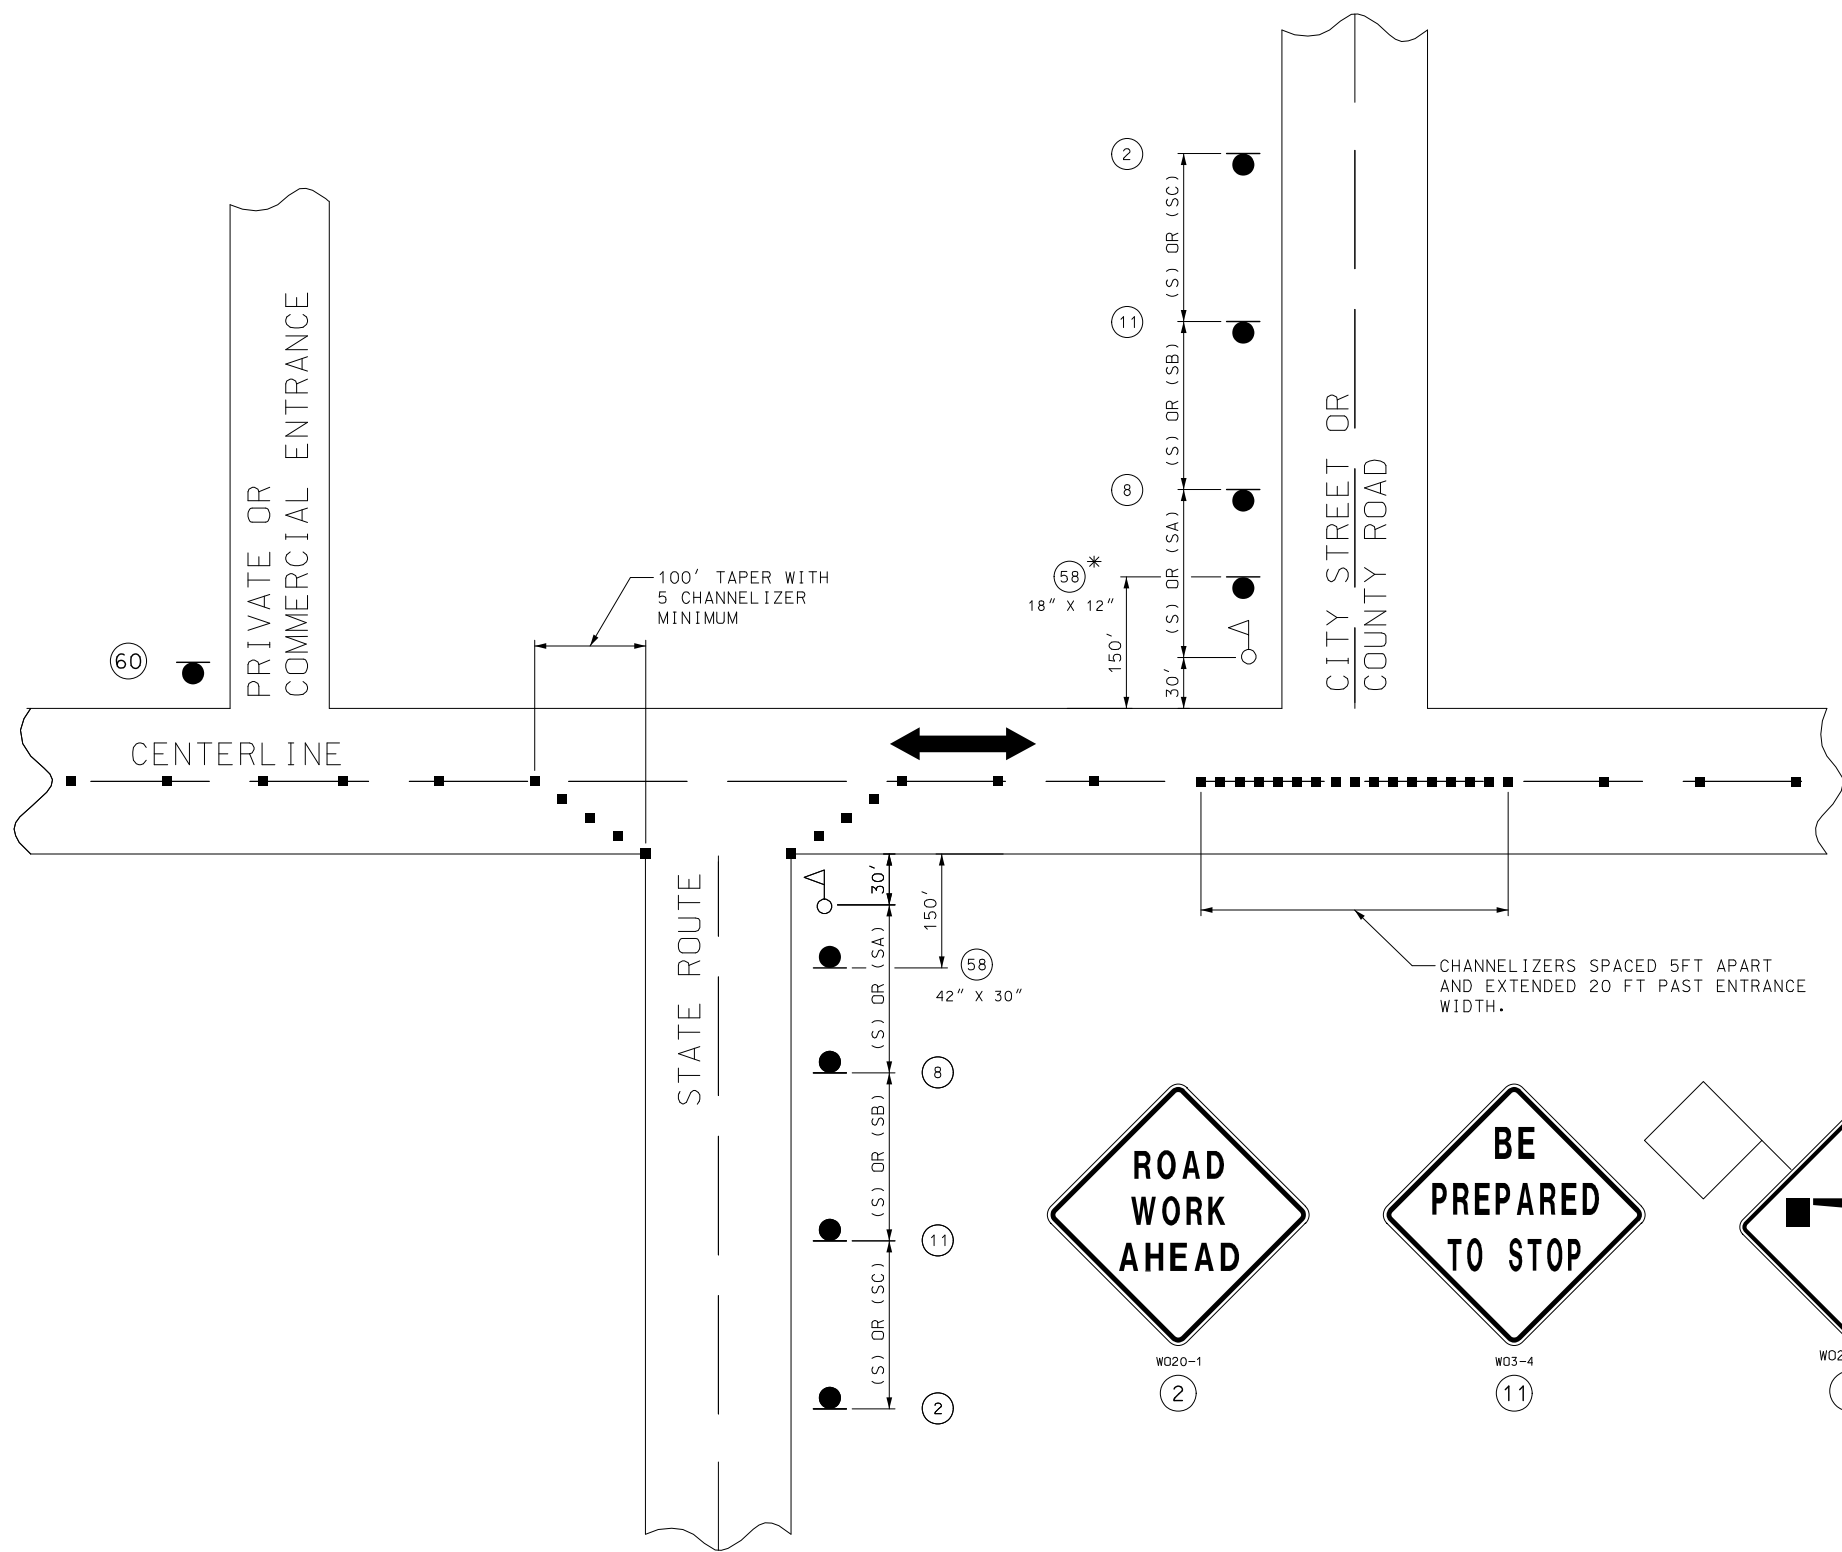 2
(S) OR (SC)
11
(S) OR (SB)
8
(S) OR (SA)
58*
18" X 12"
150'
30'
CITY STREET OR
COUNTY ROAD
PRIVATE OR
COMMERCIAL ENTRANCE
100' TAPER WITH
5 CHANNELIZER
MINIMUM
60
CENTERLINE
STATE ROUTE
30'
150'
(S) OR (SA)
58
42" X 30"
8
(S) OR (SB)
11
(S) OR (SC)
2
CHANNELIZERS SPACED 5FT APART
AND EXTENDED 20 FT PAST ENTRANCE
WIDTH.
ROAD
WORK
AHEAD
WO20-1
2
BE
PREPARED
TO STOP
WO3-4
11